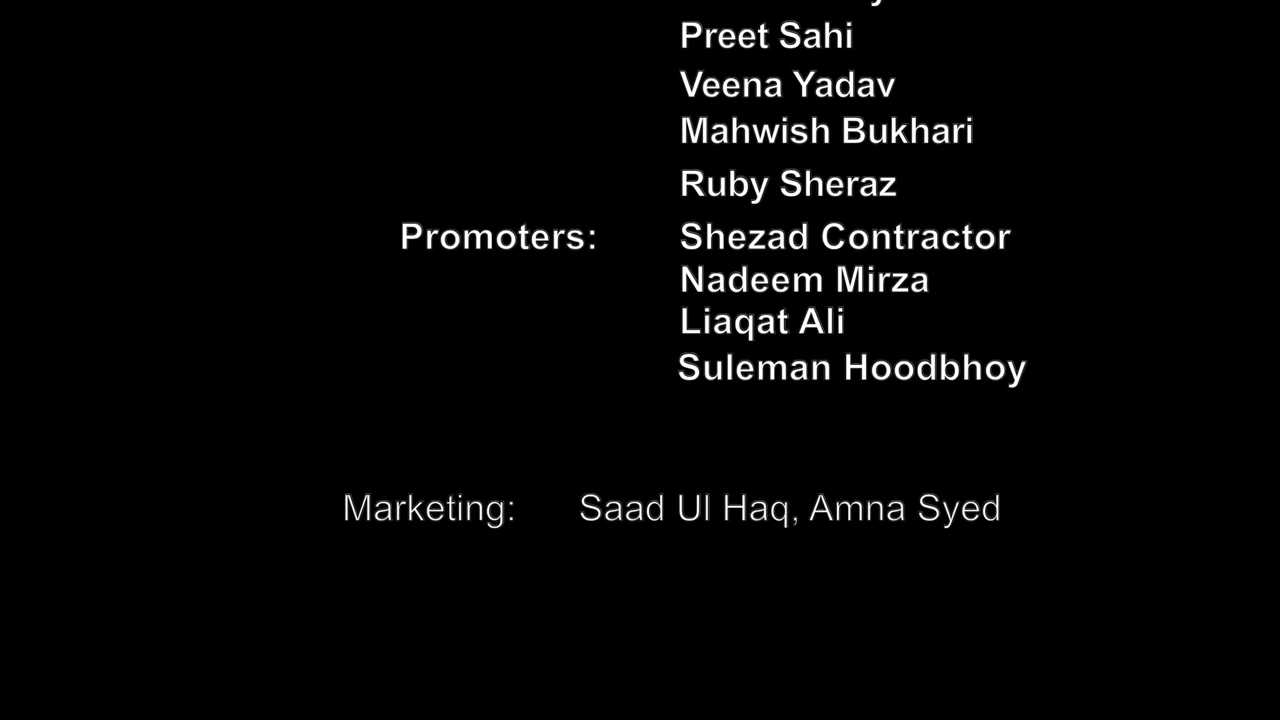 Preet Sahi
Veena Yadav
Mahwish Bukhari
Ruby Sheraz
Promoters: Shezad Contractor
Nadeem Mirza
Liaqat Ali
Suleman Hoodbhoy
Marketing: Saad Ul Haq, Amna Syed